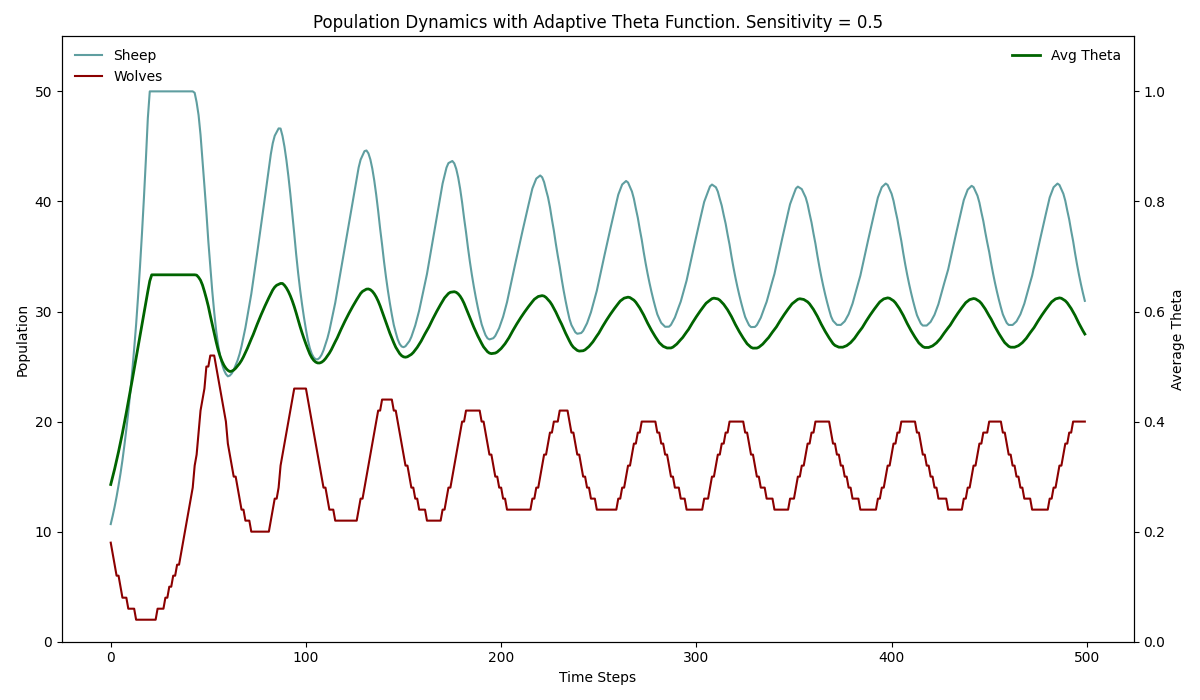 Population Dynamics with Adaptive Theta Function. Sensitivity = 0.5
Sheep
Wolves
Avg Theta
50
40
30
20
10
0
Population
1.0
0.8
0.6
0.4
0.2
0.0
Average Theta
0 100 200 300 400 500
Time Steps